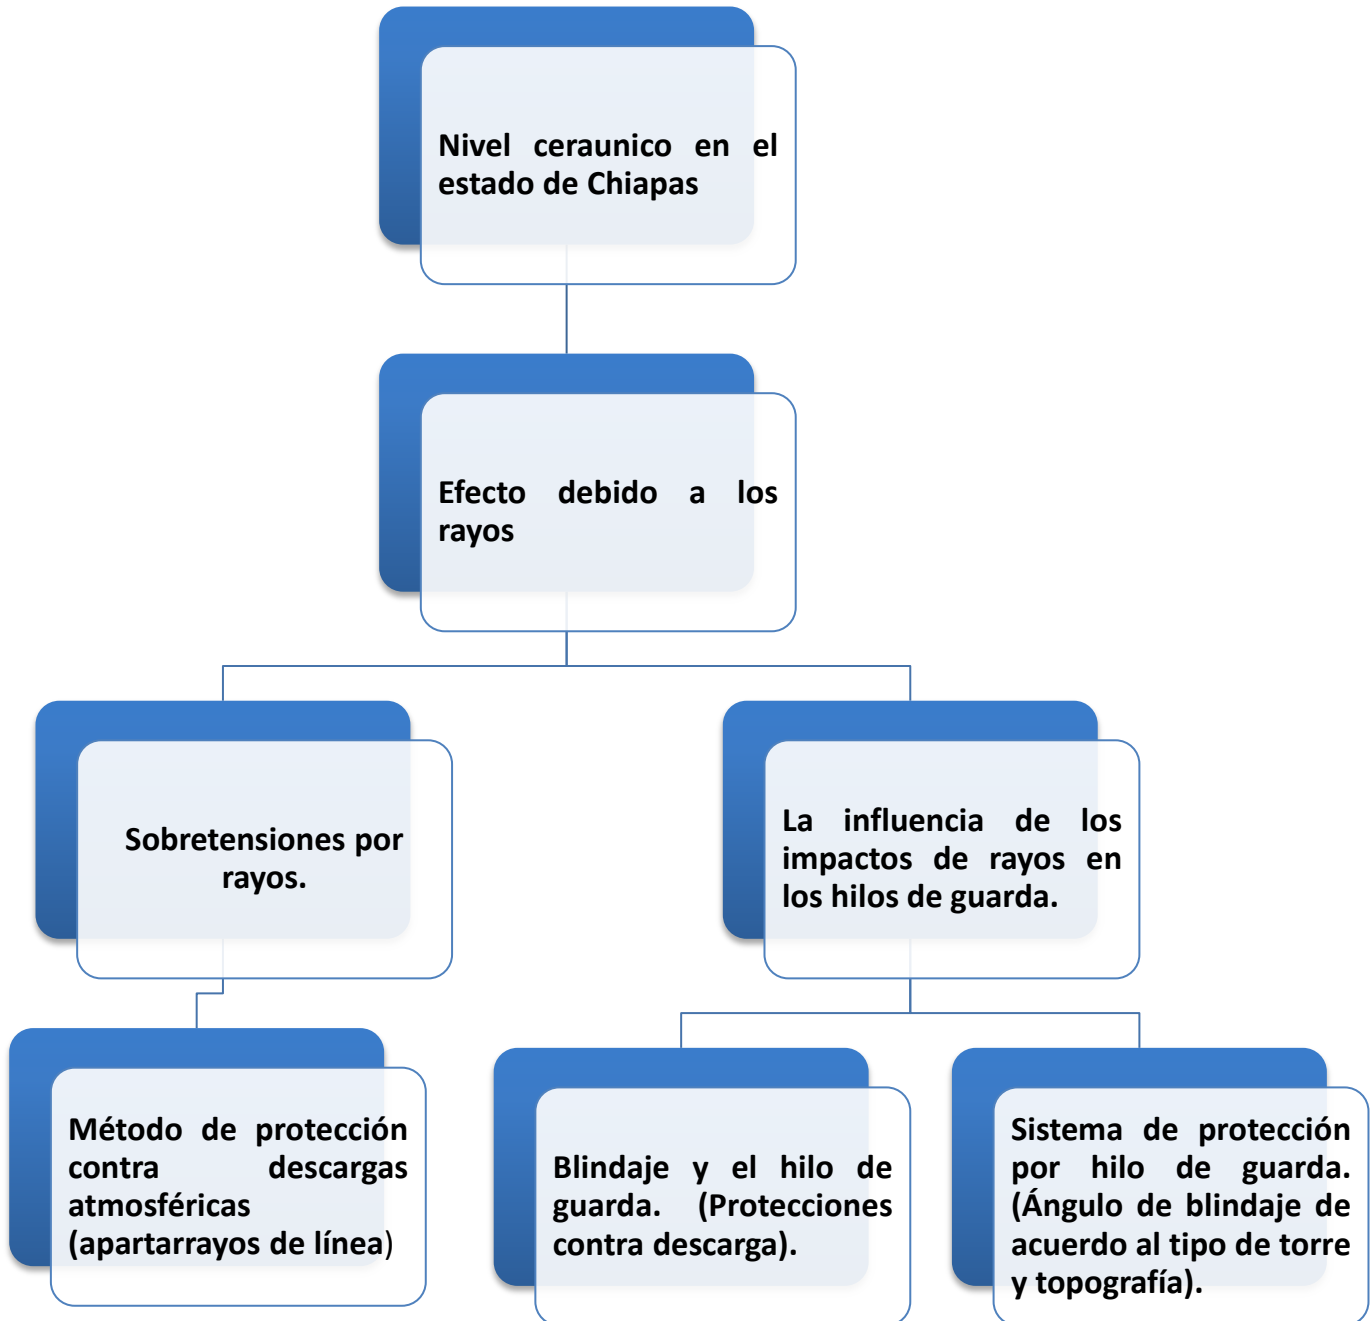 Nivel ceraunico en el
estado de Chiapas
Efecto debido a los
rayos
Sobretensiones por
rayos.
La influencia de los
impactos de rayos en
los hilos de guarda.
Método de protección
contra descargas
atmosféricas
(apartarrayos de línea)
Blindaje y el hilo de
guarda. (Protecciones
contra descarga).
Sistema de protección
por hilo de guarda.
(Ángulo de blindaje de
acuerdo al tipo de torre
y topografía).